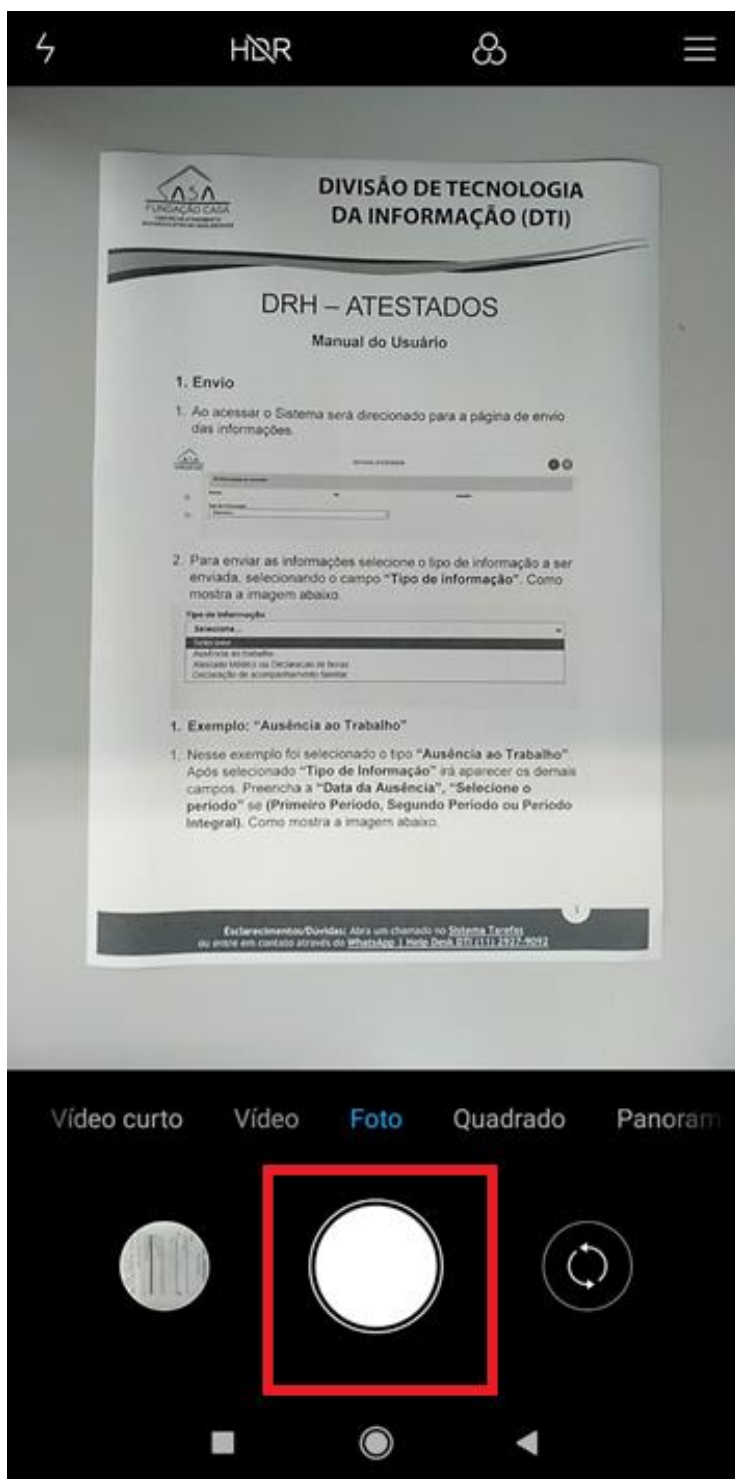 HDR
CASA
FUNDAÇÃO CASA
DIVISÃO DE TECNOLOGIA
DA INFORMAÇÃO (DTI)
DRH – ATESTADOS
Manual do Usuário
1. Envio
1. Ao acessar o Sistema será direcionado para a página de envio
das informações.
2. Para enviar as informações selecione o tipo de informação a ser
enviada, selecionando o campo "Tipo de informação". Como
mostra a imagem abaixo.
Tipo de Informação
Selecione...
Ausência ao trabalho
Atestado Médico ou Declaração de horas
Declaração de acompanhamento familiar
1. Exemplo: "Ausência ao Trabalho"
1. Nesse exemplo foi selecionado o tipo "Ausência ao Trabalho"
Após selecionado "Tipo de Informação" irá aparecer os demais
campos. Preencha a "Data da Ausência", "Selecione o
período" se (Primeiro Período, Segundo Período ou Período
Integral). Como mostra a imagem abaixo.
1
Esclarecimentos/Dúvidas: Abra um chamado no Sistema Tarefas
ou entre em contato através do WhatsApp | Help Desk DTI (11) 2927-9092
Vídeo curto Vídeo Foto Quadrado Panoram